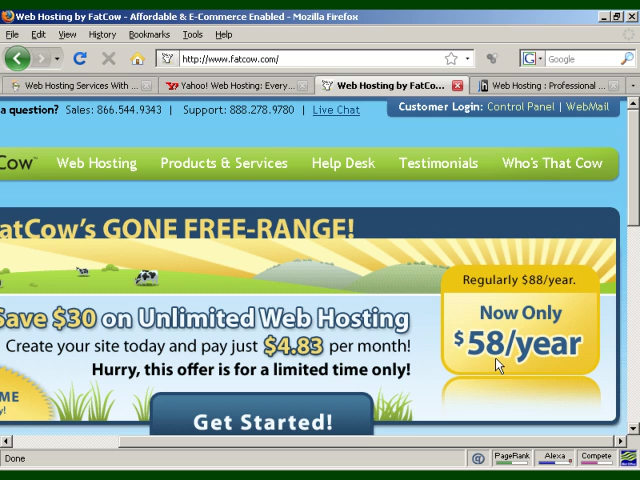 Web Hosting by FatCow - Affordable & E-Commerce Enabled - Mozilla Firefox
File Edit View History Bookmarks Tools Help
http://www.fatcow.com/
Google
Web Hosting Services With ...
Yahoo! Web Hosting: Every...
Web Hosting by FatCo...
Web Hosting : Professional ...
a question? Sales: 866.544.9343 | Support: 888.278.9780 | Live Chat
Customer Login: Control Panel | WebMail
Cow™ Web Hosting Products & Services Help Desk Testimonials Who's That Cow
atCow's GONE FREE-RANGE!
Regularly $88/year.
Now Only
$58/year
Save $30 on Unlimited Web Hosting
Create your site today and pay just $4.83 per month!
Hurry, this offer is for a limited time only!
ME
y!
Get Started!
Done
PageRank
Alexa
Compete